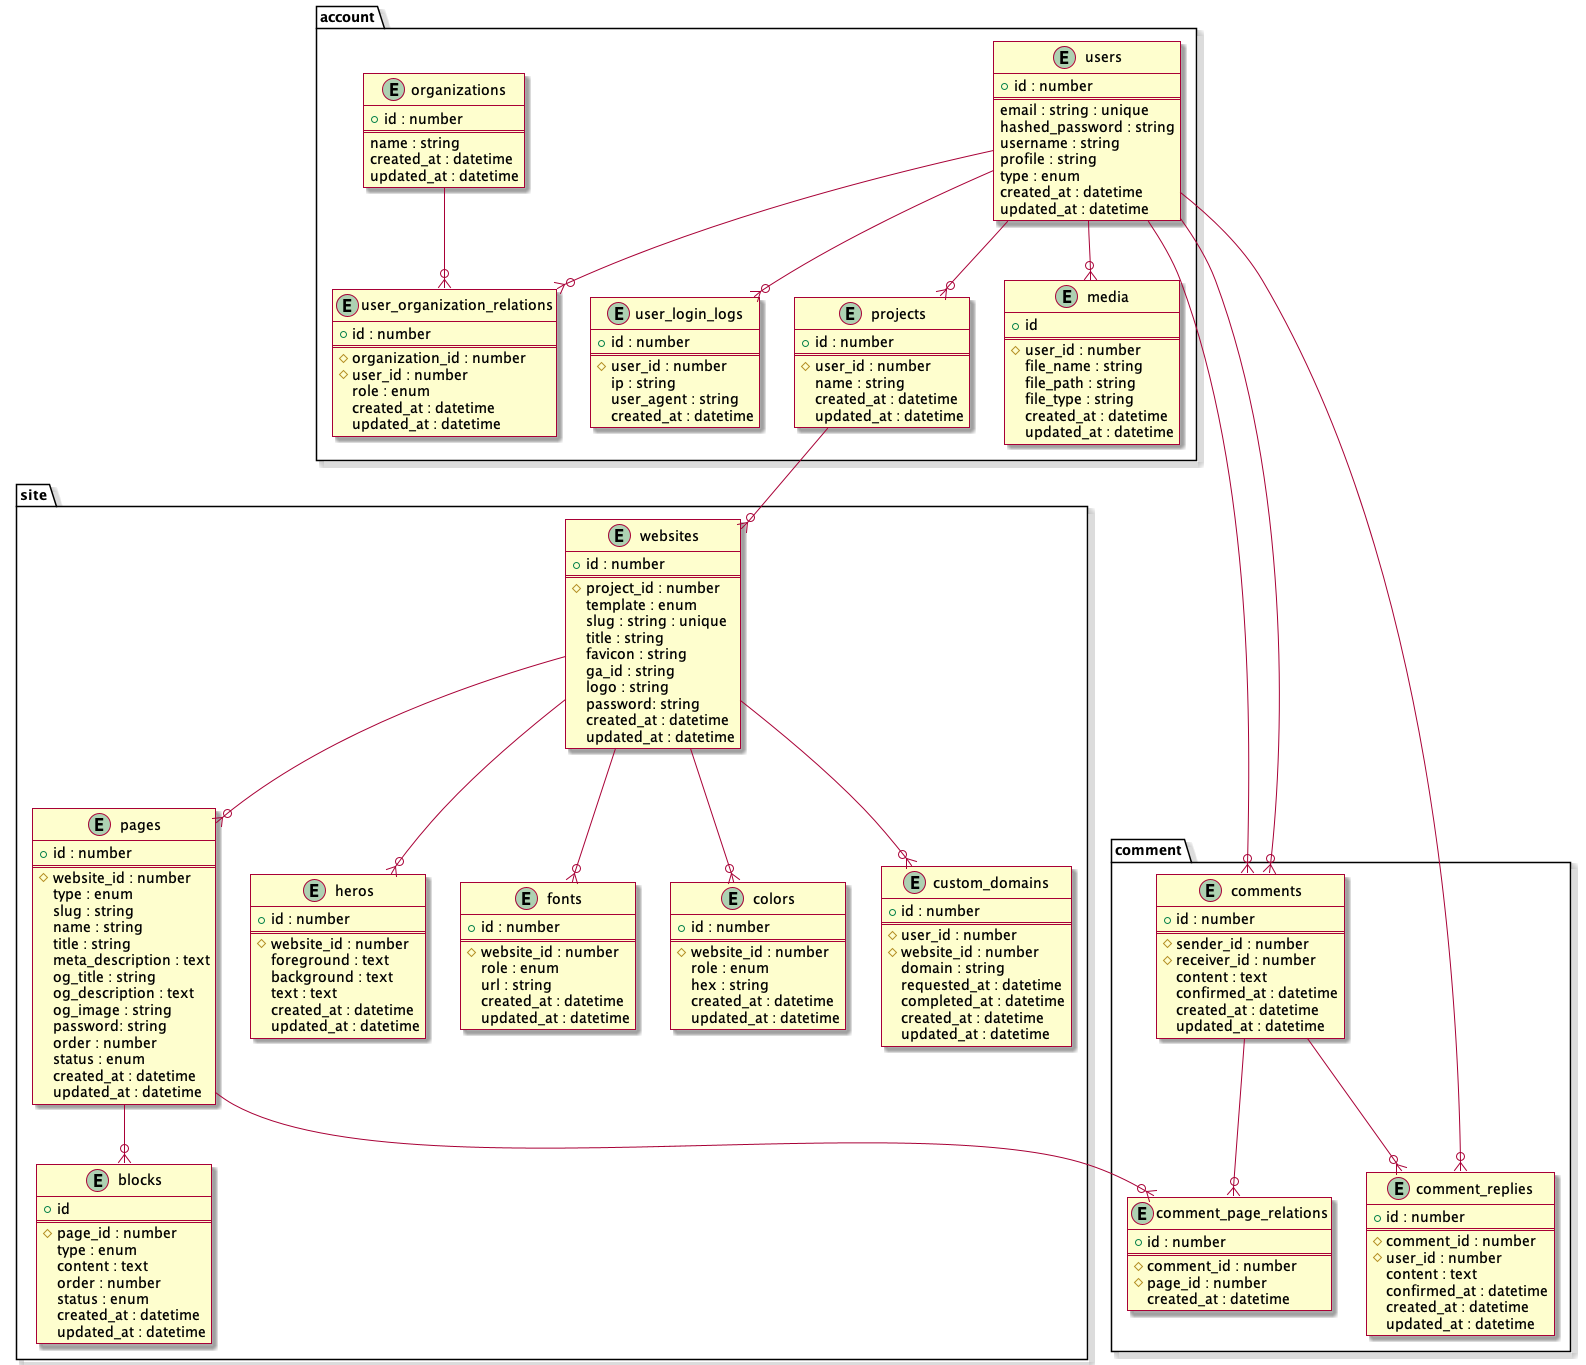 account
E organizations
id : number
name : string
created_at : datetime
updated_at : datetime
E users
id : number
email : string : unique
hashed_password : string
username : string
profile : string
type : enum
created_at : datetime
updated_at : datetime
E user_organization_relations
id : number
organization_id : number
user_id : number
role : enum
created_at : datetime
updated_at : datetime
E user_login_logs
id : number
user_id : number
ip : string
user_agent : string
created_at : datetime
E projects
id : number
user_id : number
name : string
created_at : datetime
updated_at : datetime
E media
id
user_id : number
file_name : string
file_path : string
file_type : string
created_at : datetime
updated_at : datetime
site
E websites
id : number
project_id : number
template : enum
slug : string : unique
title : string
favicon : string
ga_id : string
logo : string
password: string
created_at : datetime
updated_at : datetime
E pages
id : number
website_id : number
type : enum
slug : string
name : string
title : string
meta_description : text
og_title : string
og_description : text
og_image : string
password: string
order : number
status : enum
created_at : datetime
updated_at : datetime
E heros
id : number
website_id : number
foreground : text
background : text
text : text
created_at : datetime
updated_at : datetime
E fonts
id : number
website_id : number
role : enum
url : string
created_at : datetime
updated_at : datetime
E colors
id : number
website_id : number
role : enum
hex : string
created_at : datetime
updated_at : datetime
E custom_domains
id : number
user_id : number
website_id : number
domain : string
requested_at : datetime
completed_at : datetime
created_at : datetime
updated_at : datetime
E blocks
id
page_id : number
type : enum
content : text
order : number
status : enum
created_at : datetime
updated_at : datetime
comment
E comments
id : number
sender_id : number
receiver_id : number
content : text
confirmed_at : datetime
created_at : datetime
updated_at : datetime
E comment_page_relations
id : number
comment_id : number
page_id : number
created_at : datetime
E comment_replies
id : number
comment_id : number
user_id : number
content : text
confirmed_at : datetime
created_at : datetime
updated_at : datetime